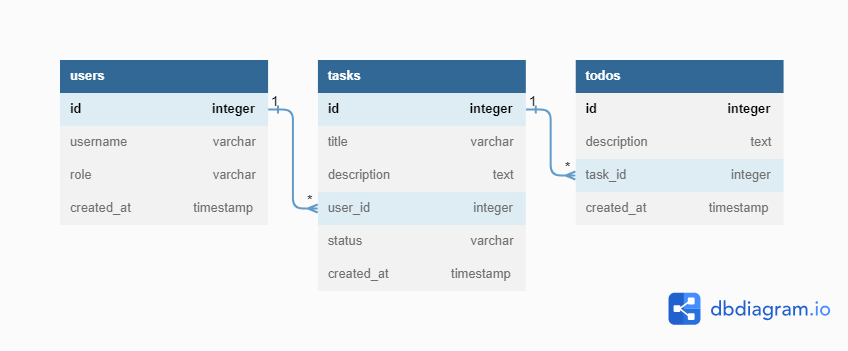 users
id integer
username varchar
role varchar
created_at timestamp
1
*
tasks
id integer
title varchar
description text
user_id integer
status varchar
created_at timestamp
1
*
todos
id integer
description text
task_id integer
created_at timestamp
dbdiagram.io